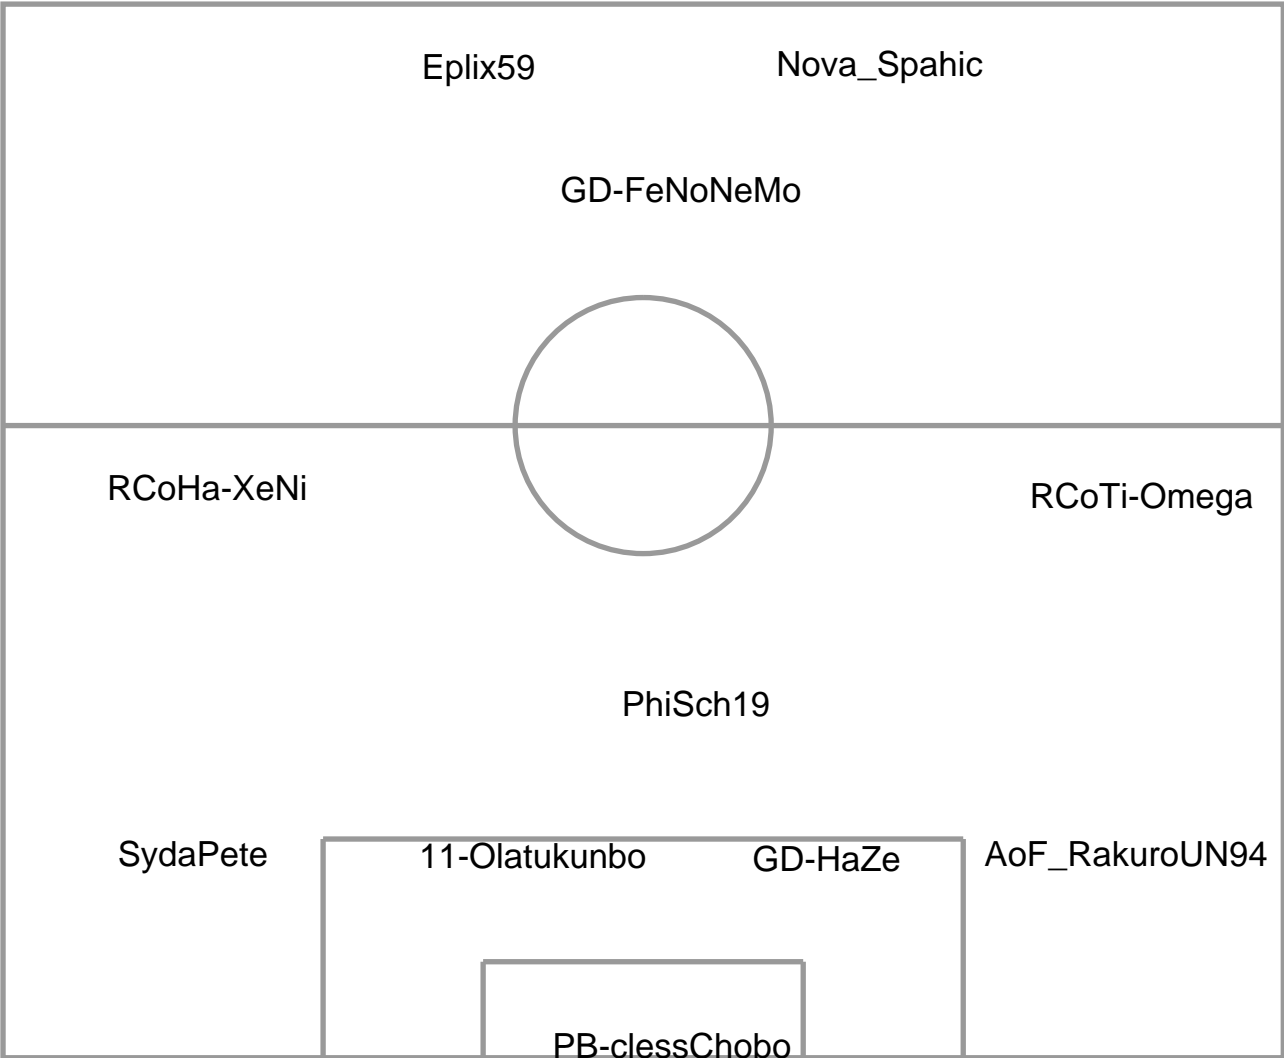 Eplix59
Nova_Spahic
GD-FeNoNeMo
RCoHa-XeNi
RCoTi-Omega
PhiSch19
SydaPete
11-Olatukunbo
GD-HaZe
AoF_RakuroUN94
PB-clessChobo